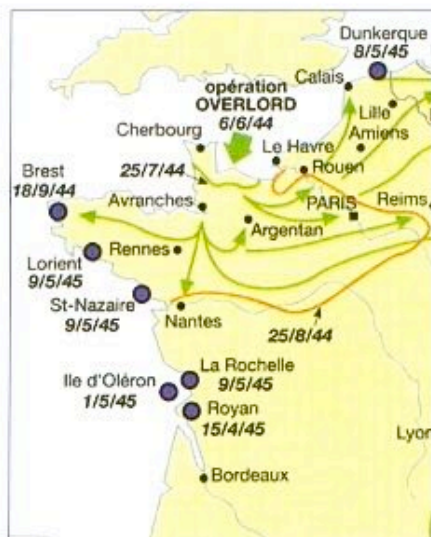 Dunkerque
8/5/45
Calais
opération
OVERLORD
6/6/44
Lille
Cherbourg
Le Havre
Amiens
Rouen
Brest
18/9/44
25/7/44
Avranches
PARIS
Reims
Argentan
Lorient
9/5/45
Rennes
St-Nazaire
9/5/45
Nantes
25/8/44
La Rochelle
9/5/45
Ile d'Oléron
1/5/45
Royan
15/4/45
Lyon
Bordeaux